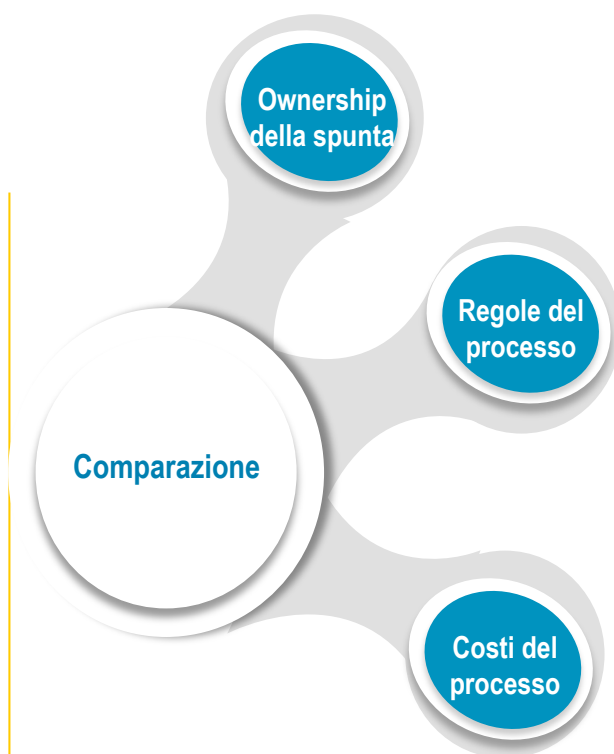 Ownership
della spunta
Regole del
processo
Comparazione
Costi del
processo